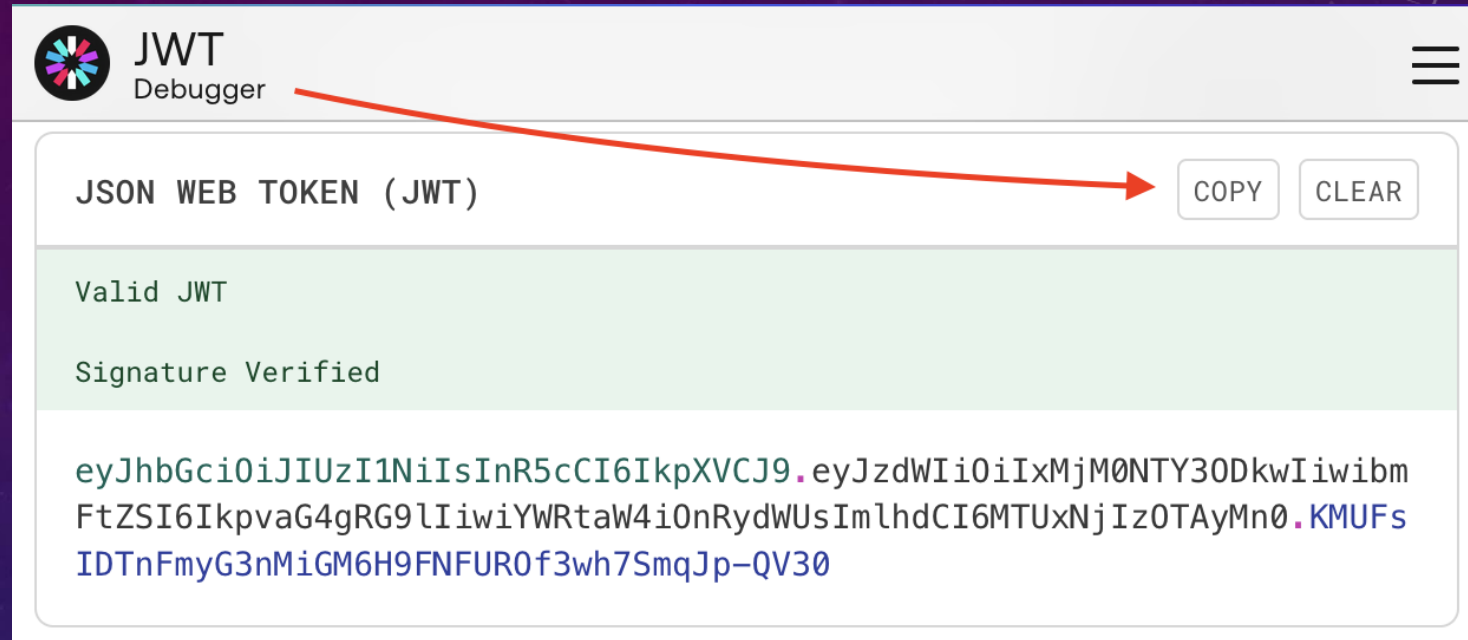 JWT
Debugger
JSON WEB TOKEN (JWT)
COPY
CLEAR
Valid JWT
Signature Verified
eyJhbGciOiJIUzI1NiIsInR5cCI6IkpXVCJ9.eyJzdWIiOiIxMjM0NTY3ODkwIiwibm
FtZSI6IkpvaG4gRG9lIiwiYWRtaW4iOnRydWUsImlhdCI6MTUxNjIzOTAyMn0.KMUFs
IDTnFmyG3nMiGM6H9FNFUROf3wh7SmqJp-QV30